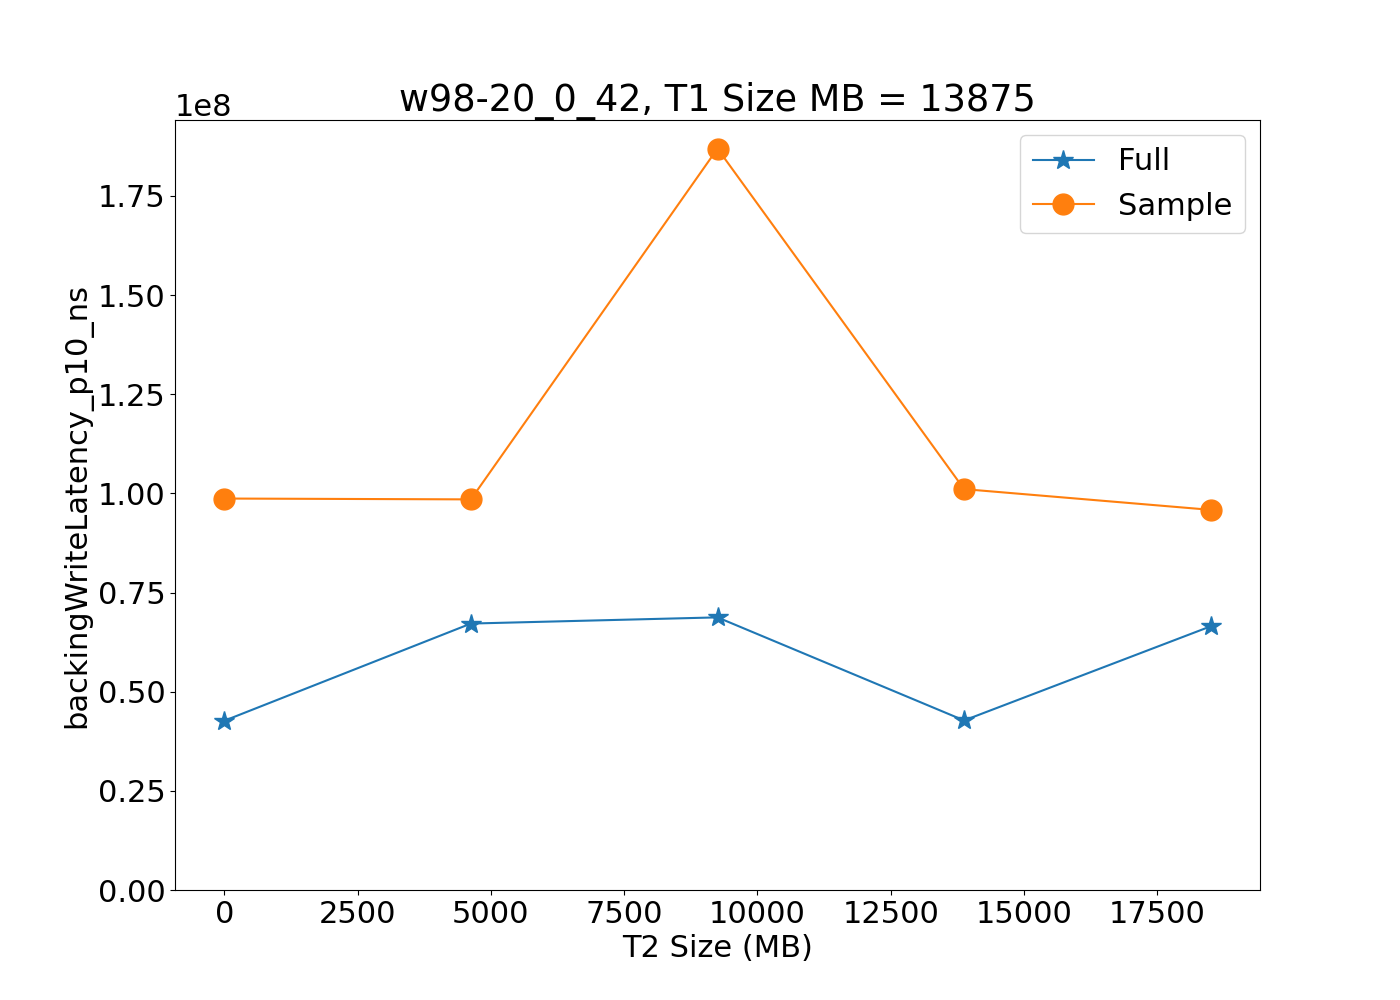 w98-20_0_42, T1 Size MB = 13875
1e8
Full
Sample
1.75
1.50
1.25
1.00
0.75
0.50
0.25
0.00
backingWriteLatency_p10_ns
0 2500 5000 7500 10000 12500 15000 17500
T2 Size (MB)